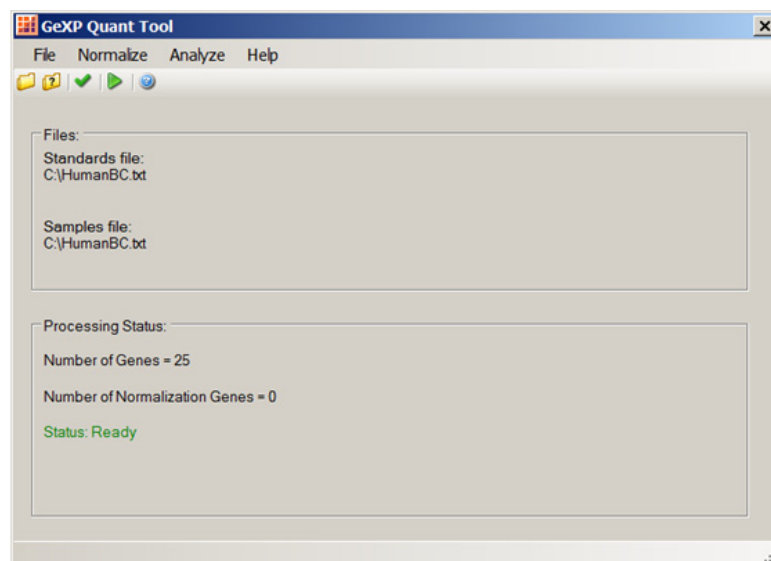 GeXP Quant Tool
File Normalize Analyze Help
Files:
Standards file:
C:\HumanBC.txt
Samples file:
C:\HumanBC.txt
Processing Status:
Number of Genes = 25
Number of Normalization Genes = 0
Status: Ready